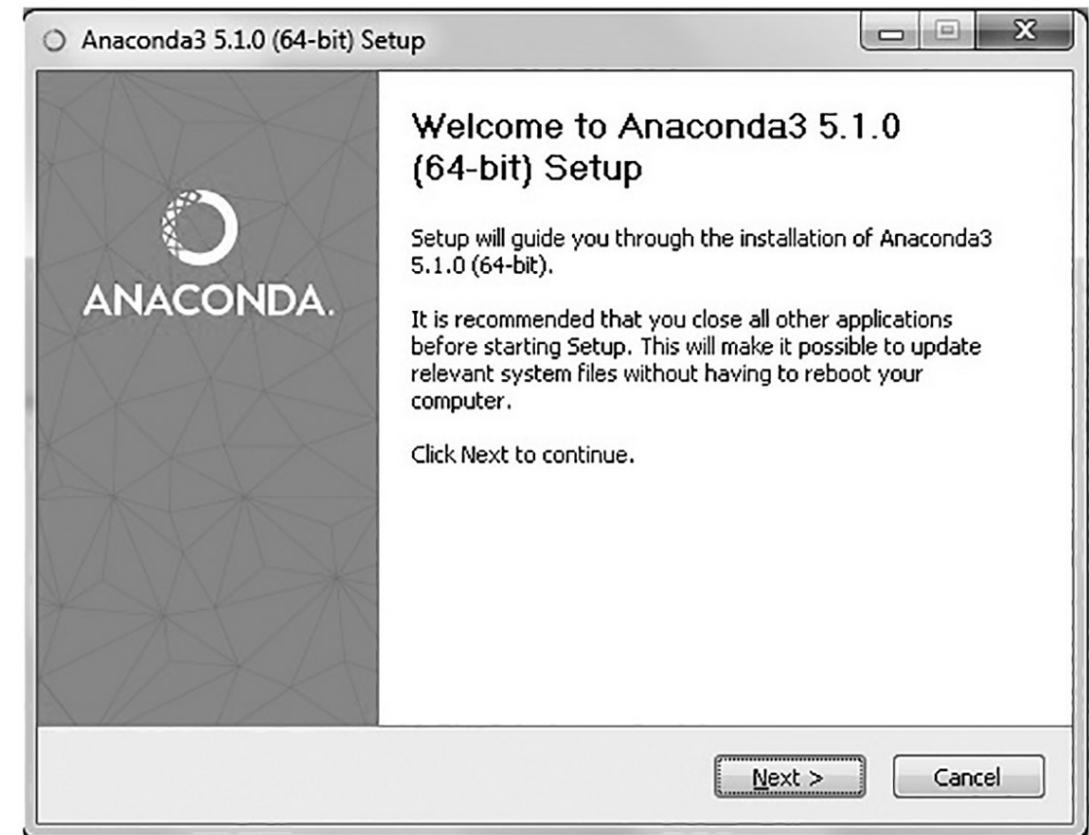 Anaconda3 5.1.0 (64-bit) Setup
Welcome to Anaconda3 5.1.0
(64-bit) Setup
ANACONDA.
Setup will guide you through the installation of Anaconda3
5.1.0 (64-bit).
It is recommended that you close all other applications
before starting Setup. This will make it possible to update
relevant system files without having to reboot your
computer.
Click Next to continue.
Next >
Cancel